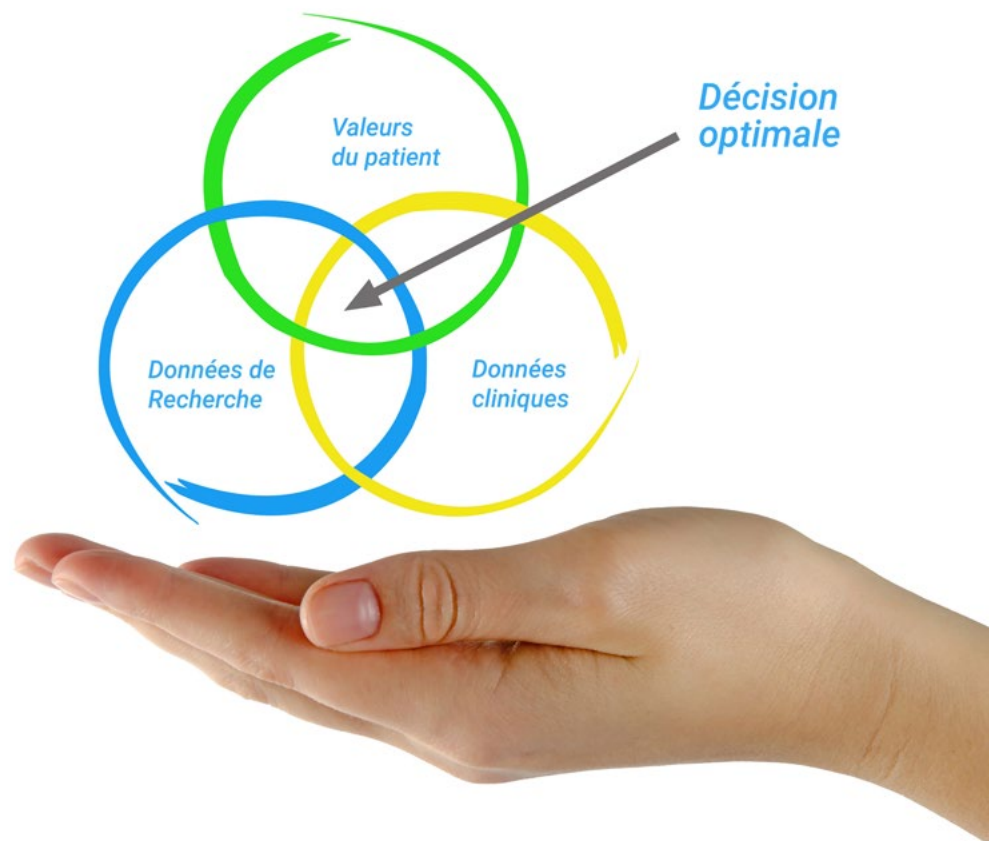 Valeurs
du patient
Décision
optimale
Données de
Recherche
Données
cliniques